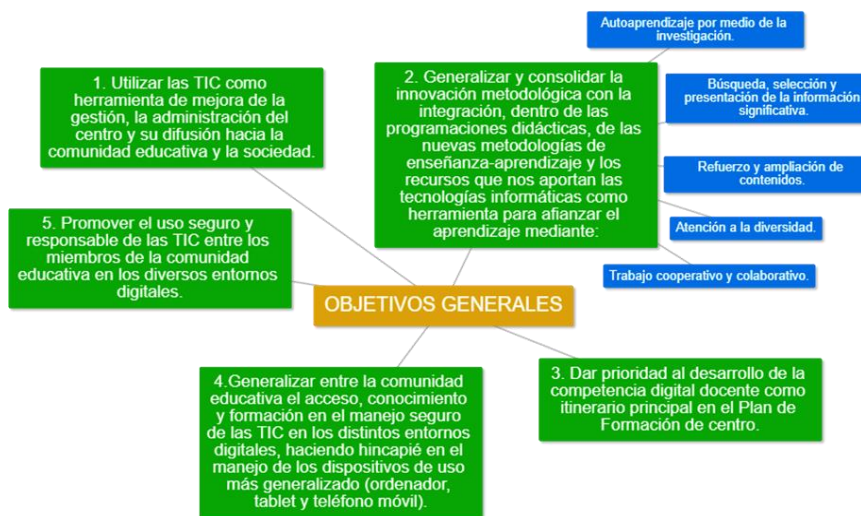 1. Utilizar las TIC como
herramienta de mejora de la
gestión, la administración del
centro y su difusión hacia la
comunidad educativa y la sociedad.
2. Generalizar y consolidar la
innovación metodológica con la
integración, dentro de las
programaciones didácticas, de las
nuevas metodologías de
enseñanza-aprendizaje y los
recursos que nos aportan las
tecnologías informáticas como
herramienta para afianzar el
aprendizaje mediante:
Autoaprendizaje por medio de la
investigación.
Búsqueda, selección y
presentación de la información
significativa.
Refuerzo y ampliación de
contenidos.
Atención a la diversidad.
Trabajo cooperativo y colaborativo.
5. Promover el uso seguro y
responsable de las TIC entre los
miembros de la comunidad
educativa en los diversos entornos
digitales.
OBJETIVOS GENERALES
4.Generalizar entre la comunidad
educativa el acceso, conocimiento
y formación en el manejo seguro
de las TIC en los distintos entornos
digitales, haciendo hincapié en el
manejo de los dispositivos de uso
más generalizado (ordenador,
tablet y teléfono móvil).
3. Dar prioridad al desarrollo de la
competencia digital docente como
itinerario principal en el Plan de
Formación de centro.